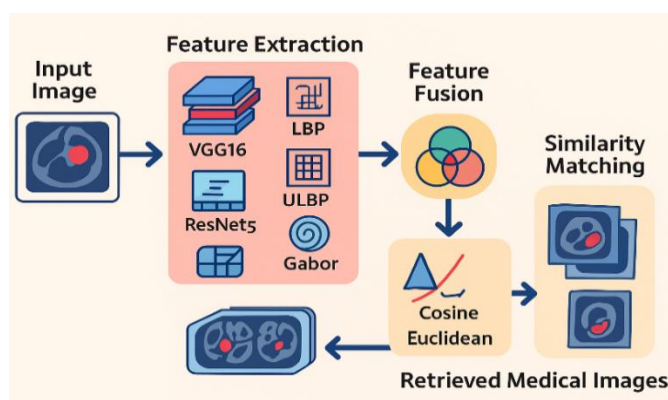 Feature Extraction
Input
Image
VGG16
LBP
ResNet5
ULBP
Gabor
Feature
Fusion
Similarity
Matching
Cosine
Euclidean
Retrieved Medical Images